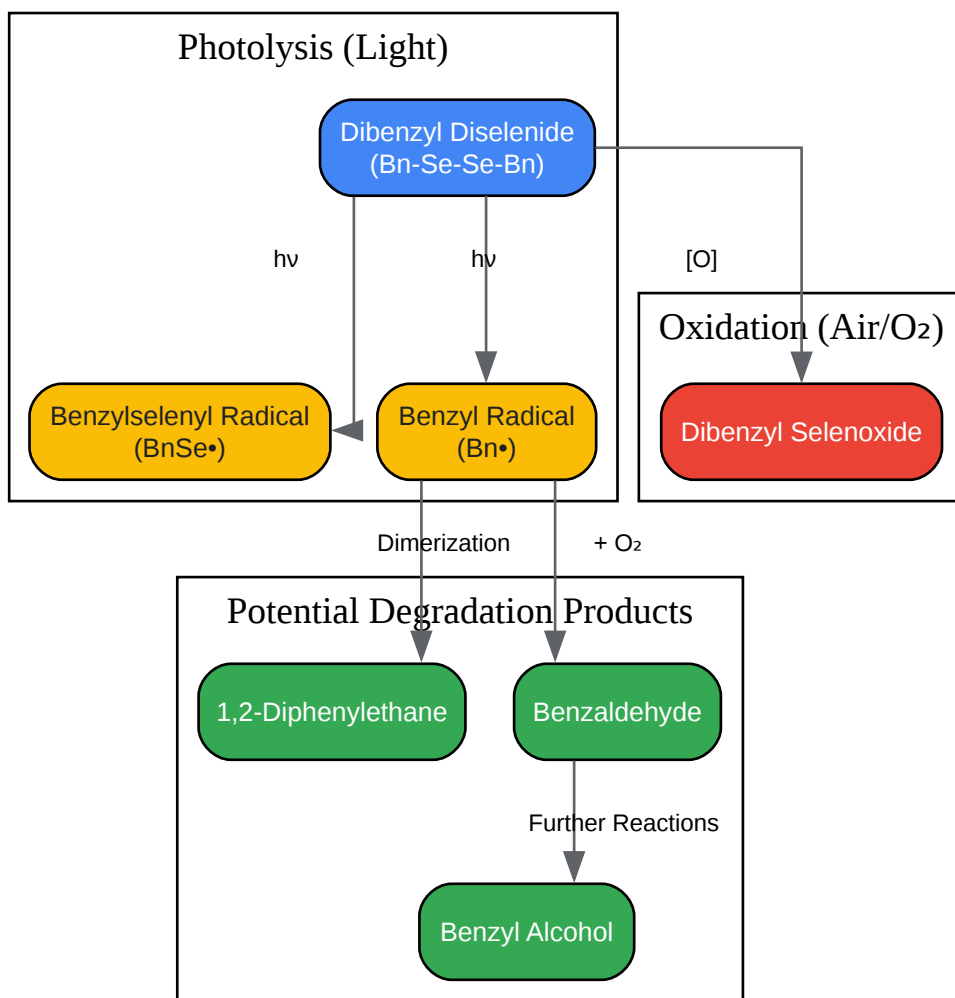 Photolysis (Light)
Dibenzyl Diselenide
(Bn-Se-Se-Bn)
hν
hν
[O]
Oxidation (Air/O₂)
Benzylselenyl Radical
(BnSe•)
Benzyl Radical
(Bn•)
Dibenzyl Selenoxide
Dimerization
+ O₂
Potential Degradation Products
1,2-Diphenylethane
Benzaldehyde
Further Reactions
Benzyl Alcohol